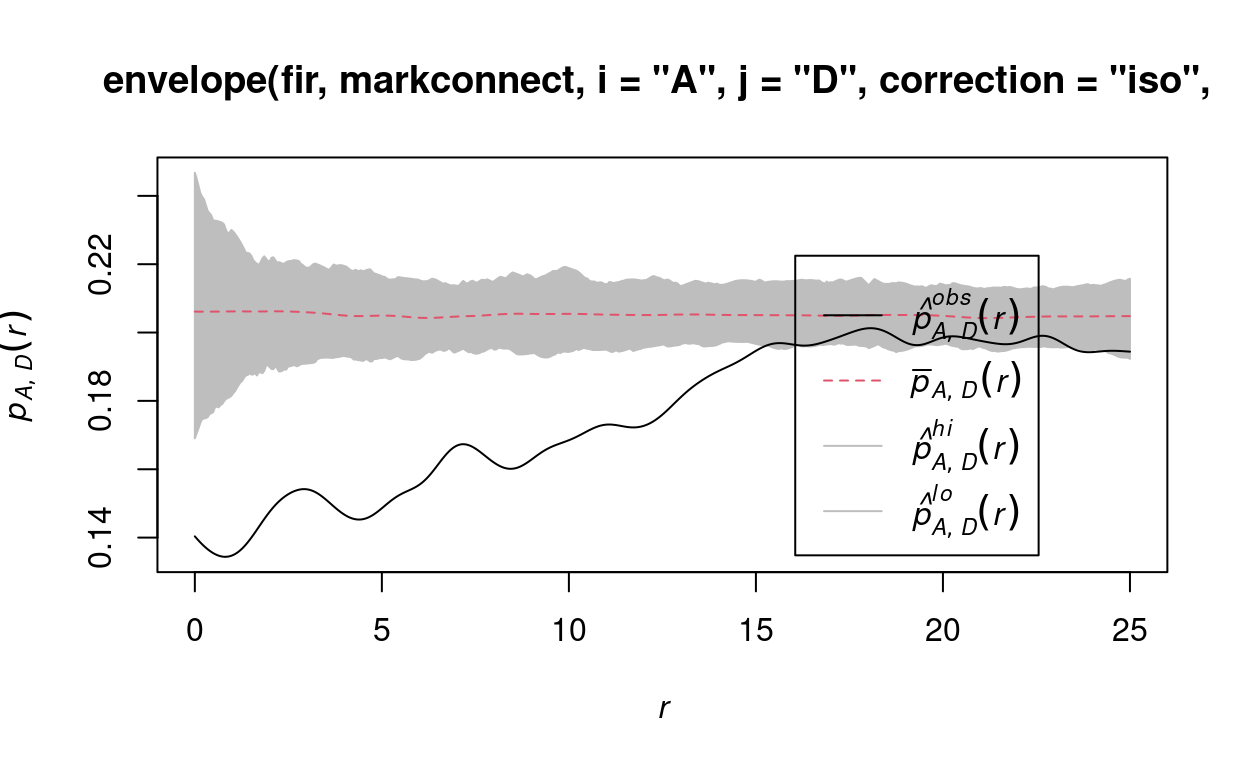 envelope(fir, markconnect, i = "A", j = "D", correction = "iso",
p_{A, D}(r)
0.22
0.18
0.14
p̂^{obs}_{A, D}(r)
p̅_{A, D}(r)
p̂^{hi}_{A, D}(r)
p̂^{lo}_{A, D}(r)
0 5 10 15 20 25
r